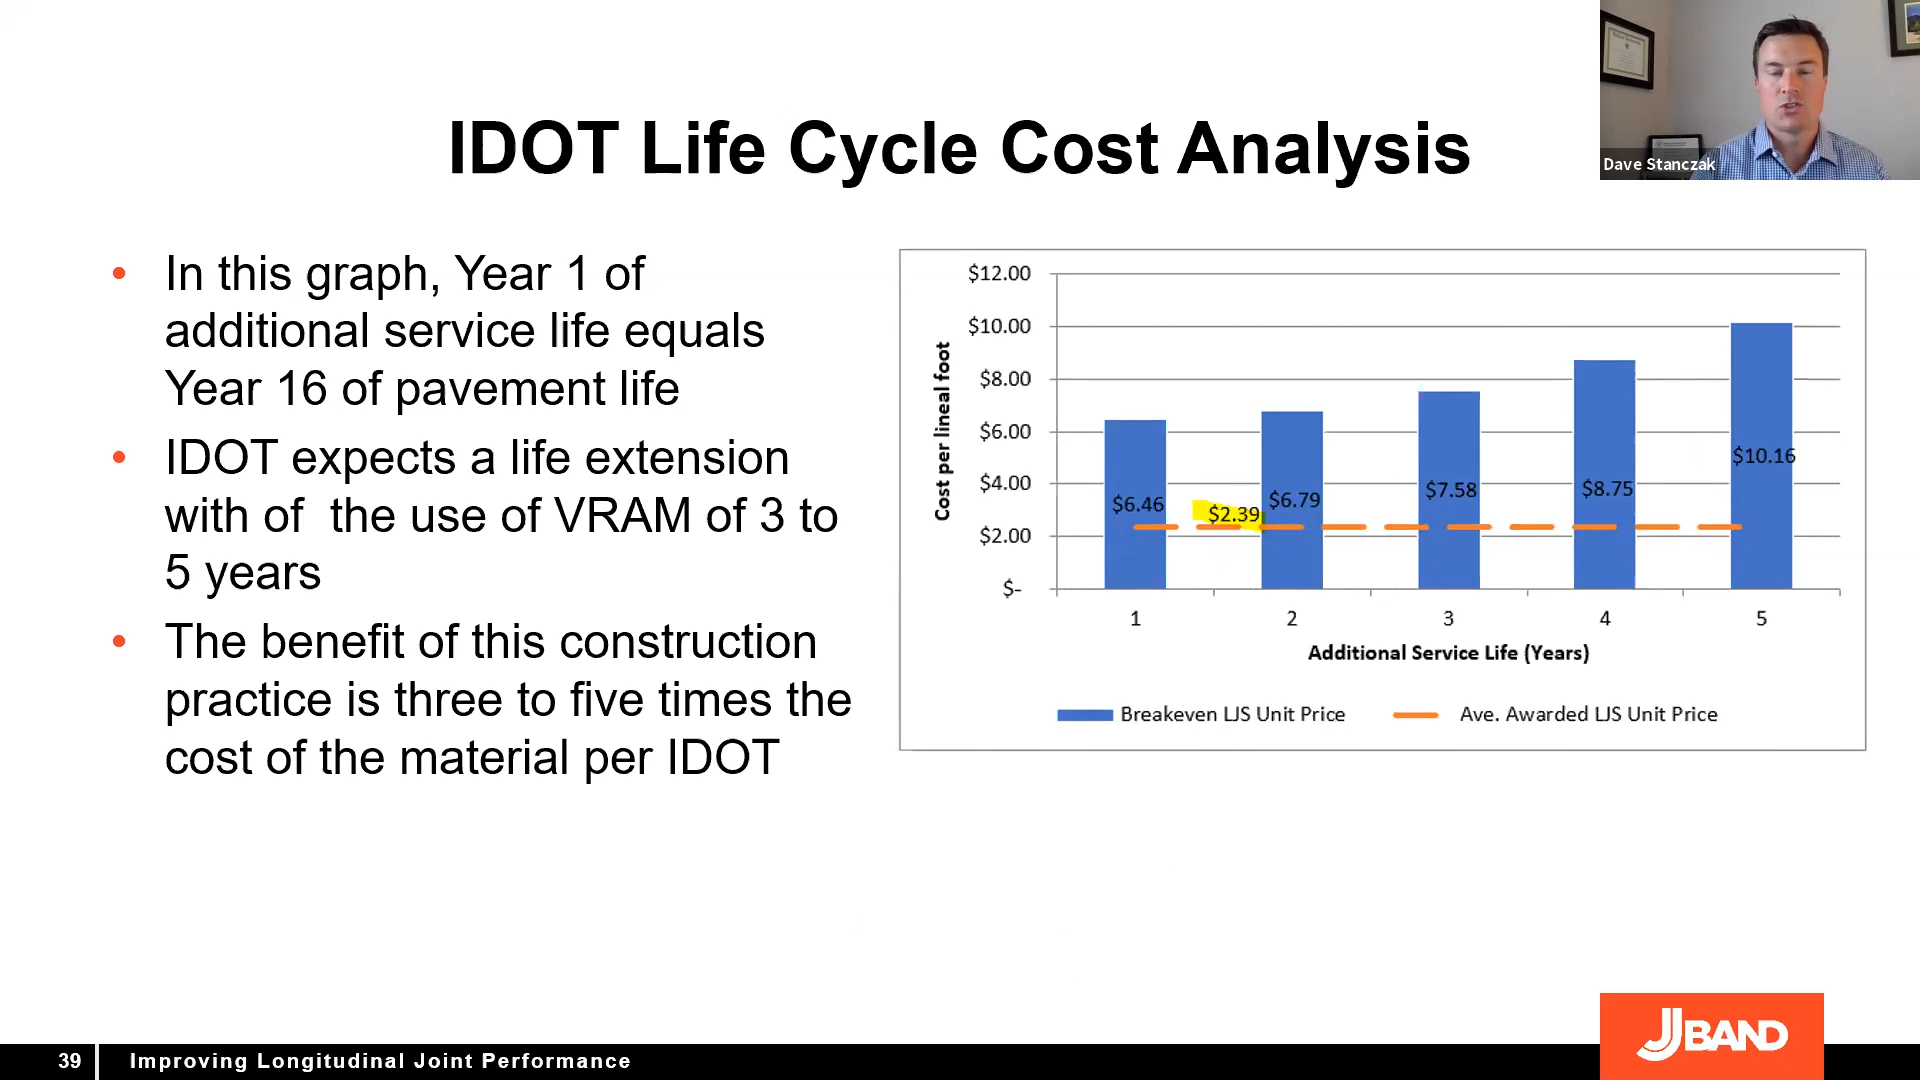 IDOT Life Cycle Cost Analysis
Dave Stanczak
• In this graph, Year 1 of
additional service life equals
Year 16 of pavement life
• IDOT expects a life extension
with of  the use of VRAM of 3 to
5 years
• The benefit of this construction
practice is three to five times the
cost of the material per IDOT
Cost per lineal foot
$12.00
$10.00
$8.00
$6.00
$4.00
$2.00
$-
$6.46
$2.39
$6.79
$7.58
$8.75
$10.16
1 2 3 4 5
Additional Service Life (Years)
Breakeven LJS Unit Price
Ave. Awarded LJS Unit Price
39
Improving Longitudinal Joint Performance
JBAND